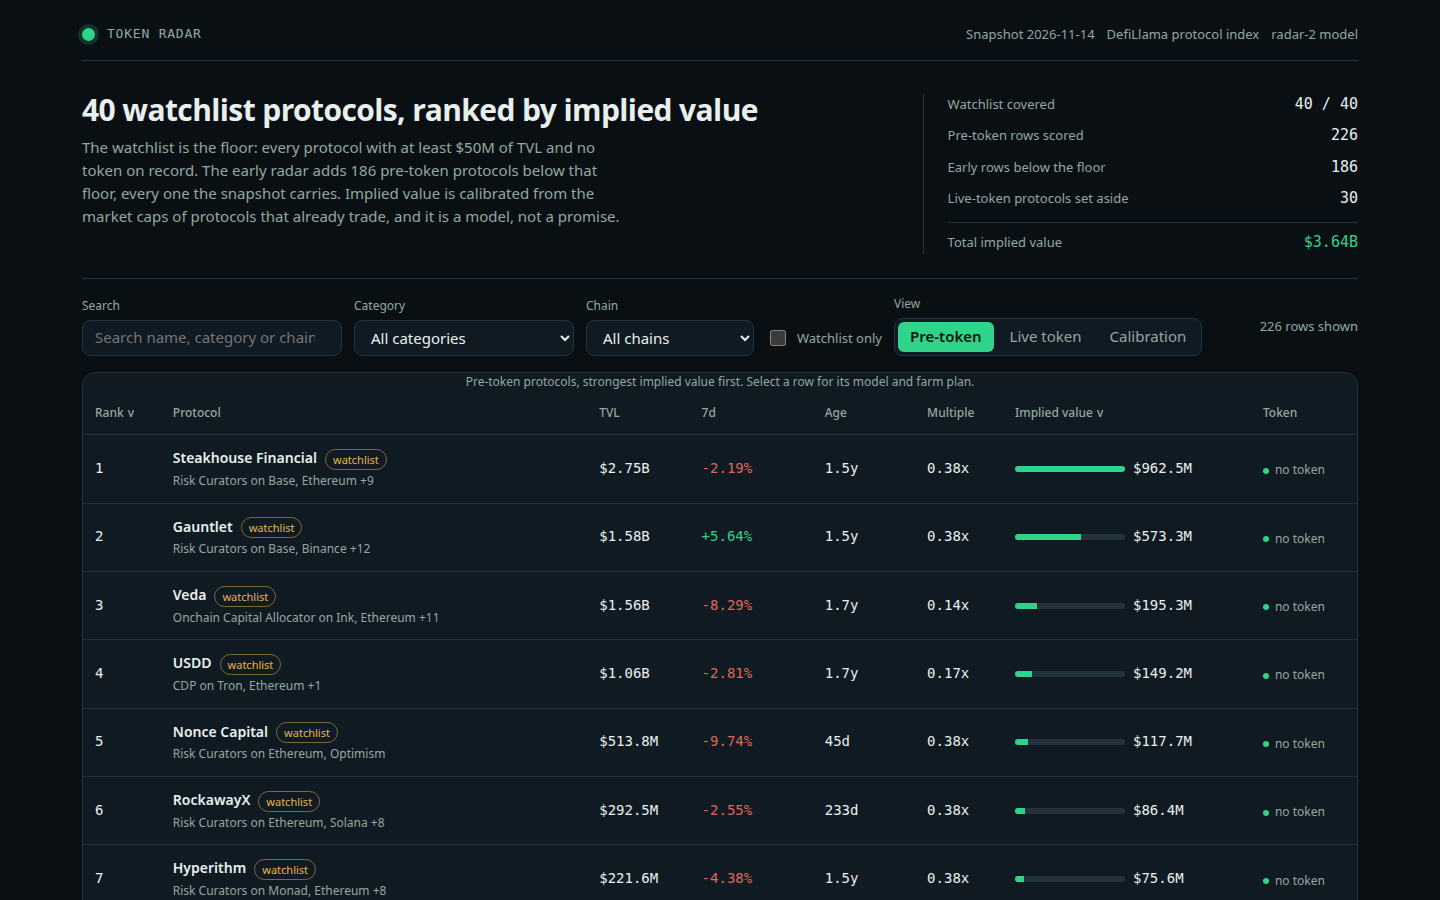 TOKEN RADAR
Snapshot 2026-11-14 DefiLlama protocol index radar-2 model
40 watchlist protocols, ranked by implied value
The watchlist is the floor: every protocol with at least $50M of TVL and no
token on record. The early radar adds 186 pre-token protocols below that
floor, every one the snapshot carries. Implied value is calibrated from the
market caps of protocols that already trade, and it is a model, not a promise.
Watchlist covered 40 / 40
Pre-token rows scored 226
Early rows below the floor 186
Live-token protocols set aside 30
Total implied value $3.64B
Search Category Chain View
Search name, category or chain All categories All chains Watchlist only Pre-token Live token Calibration 226 rows shown
Pre-token protocols, strongest implied value first. Select a row for its model and farm plan.
Rank v Protocol TVL 7d Age Multiple Implied value v Token
1 Steakhouse Financial watchlist $2.75B -2.19% 1.5y 0.38x $962.5M no token
Risk Curators on Base, Ethereum +9
2 Gauntlet watchlist $1.58B +5.64% 1.5y 0.38x $573.3M no token
Risk Curators on Base, Binance +12
3 Veda watchlist $1.56B -8.29% 1.7y 0.14x $195.3M no token
Onchain Capital Allocator on Ink, Ethereum +11
4 USDD watchlist $1.06B -2.81% 1.7y 0.17x $149.2M no token
CDP on Tron, Ethereum +1
5 Nonce Capital watchlist $513.8M -9.74% 45d 0.38x $117.7M no token
Risk Curators on Ethereum, Optimism
6 RockawayX watchlist $292.5M -2.55% 233d 0.38x $86.4M no token
Risk Curators on Ethereum, Solana +8
7 Hyperithm watchlist $221.6M -4.38% 1.5y 0.38x $75.6M no token
Risk Curators on Monad, Ethereum +8